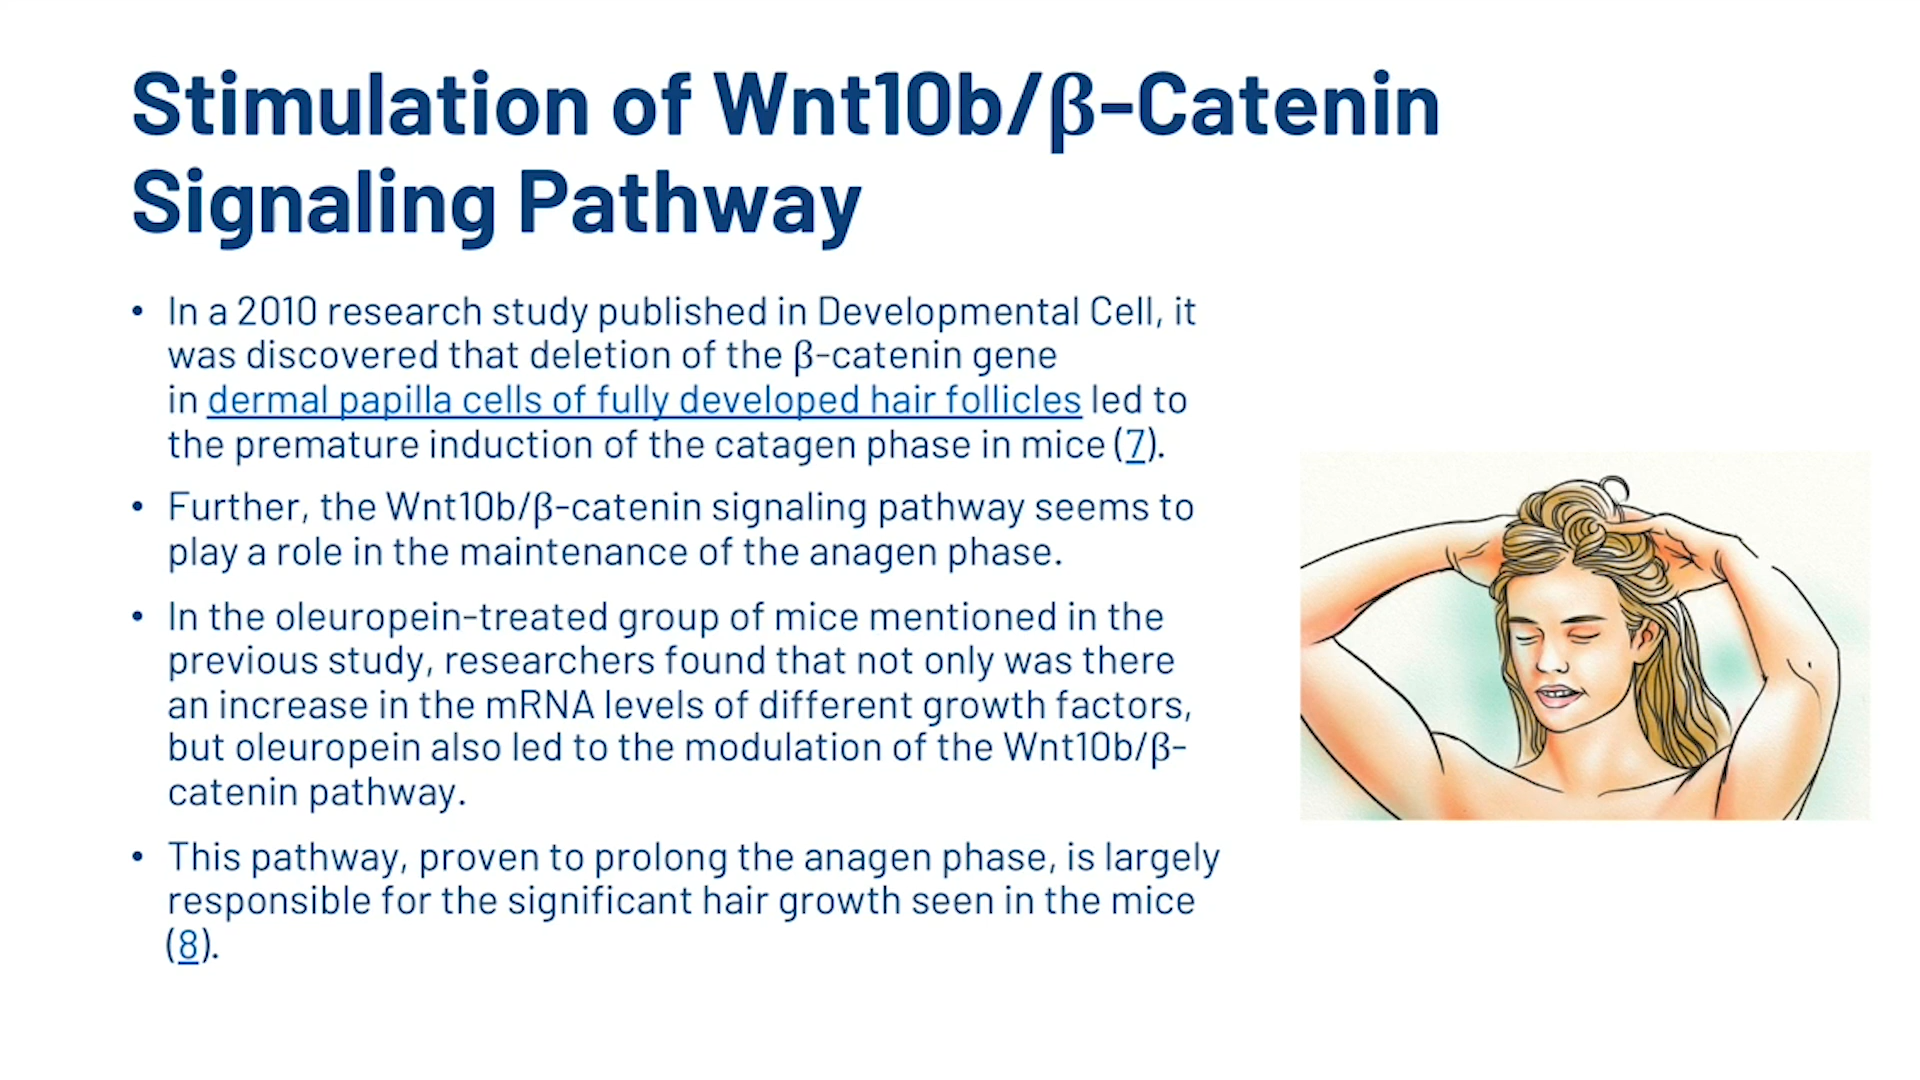 Stimulation of Wnt10b/β-Catenin
Signaling Pathway
• In a 2010 research study published in Developmental Cell, it
was discovered that deletion of the β-catenin gene
in dermal papilla cells of fully developed hair follicles led to
the premature induction of the catagen phase in mice (7).
• Further, the Wnt10b/β-catenin signaling pathway seems to
play a role in the maintenance of the anagen phase.
• In the oleuropein-treated group of mice mentioned in the
previous study, researchers found that not only was there
an increase in the mRNA levels of different growth factors,
but oleuropein also led to the modulation of the Wnt10b/β-
catenin pathway.
• This pathway, proven to prolong the anagen phase, is largely
responsible for the significant hair growth seen in the mice
(8).